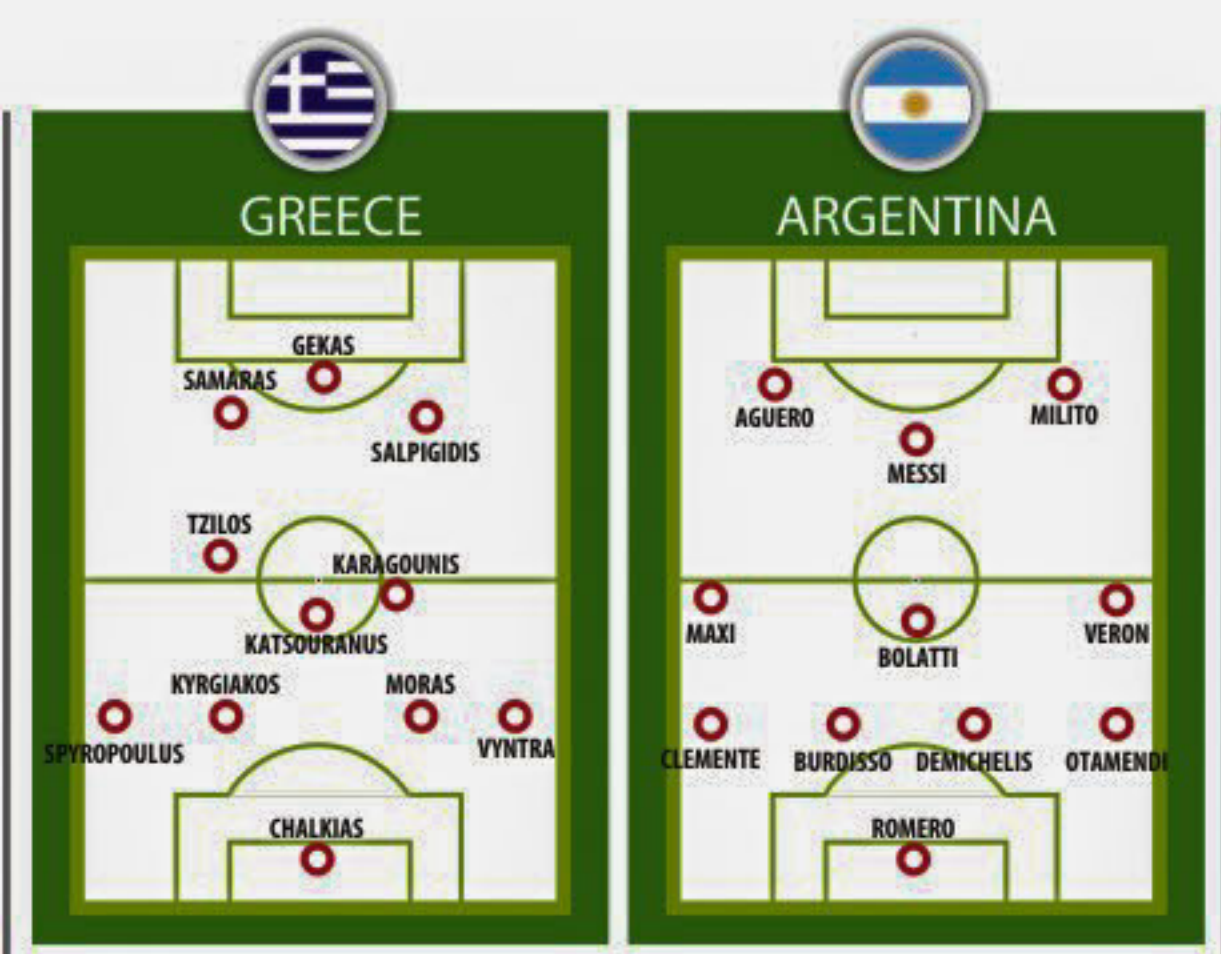 GREECE
GEKAS
SAMARAS
SALPIGIDIS
TZILOS
KARAGOUNIS
KATSOURANUS
KYRGIAKOS
MORAS
SPYROPOULUS
VYNTRA
CHALKIAS
ARGENTINA
AGUERO
MILITO
MESSI
MAXI
VERON
BOLATTI
CLEMENTE
BURDISSO
DEMICHELIS
OTAMENDI
ROMERO